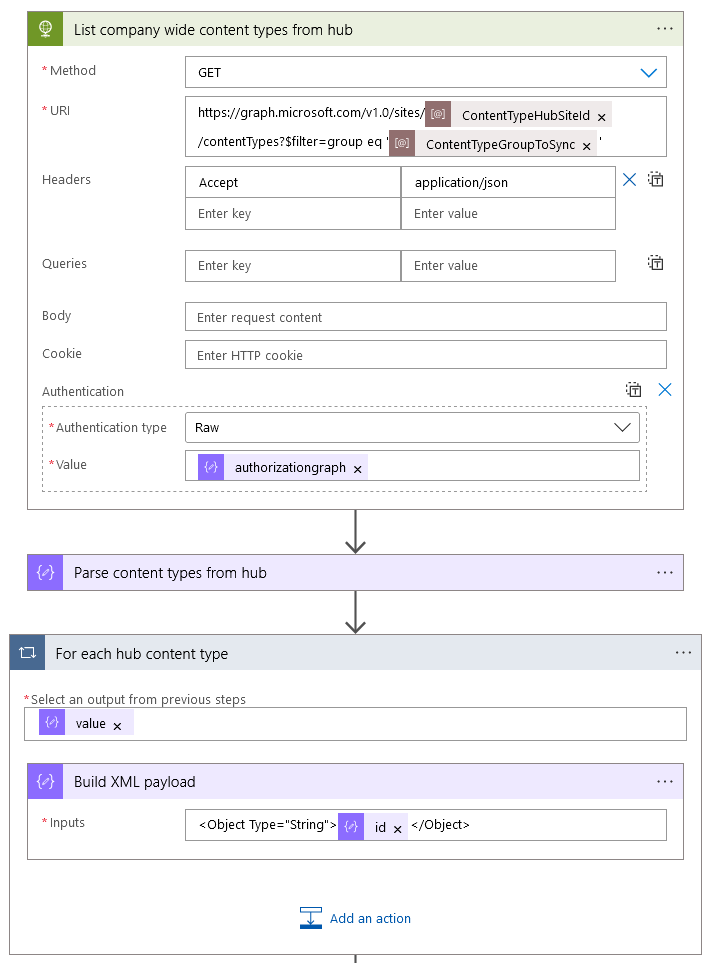 List company wide content types from hub
* Method
GET
* URI
https://graph.microsoft.com/v1.0/sites/ [@] ContentTypeHubSiteId ×
/contentTypes?$filter=group eq ' [@] ContentTypeGroupToSync × '
Headers
Accept
application/json
Enter key
Enter value
Queries
Enter key
Enter value
Body
Enter request content
Cookie
Enter HTTP cookie
Authentication
* Authentication type
Raw
* Value
authorizationgraph ×
Parse content types from hub
For each hub content type
* Select an output from previous steps
value ×
Build XML payload
* Inputs
<Object Type="String"> id × </Object>
Add an action